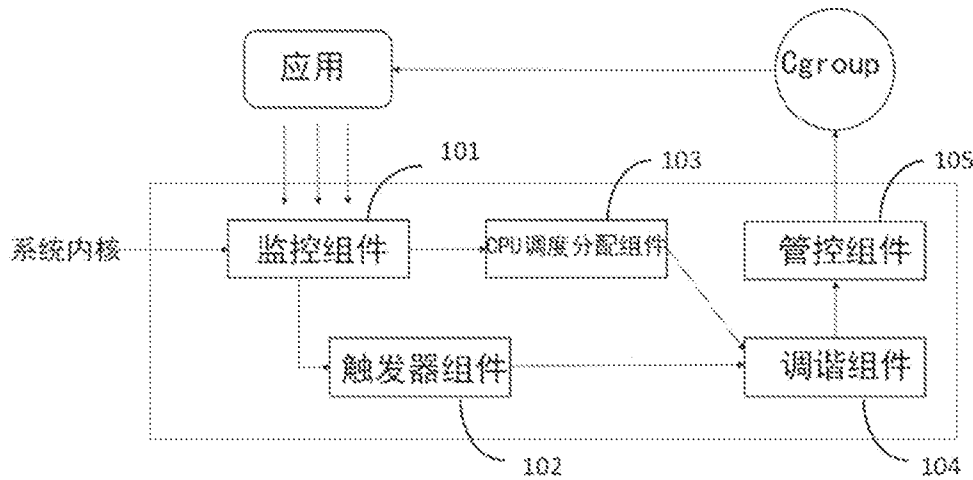 应用
Cgroup
101
103
105
系统内核
监控组件
CPU调度分配组件
管控组件
触发器组件
调谐组件
102
104